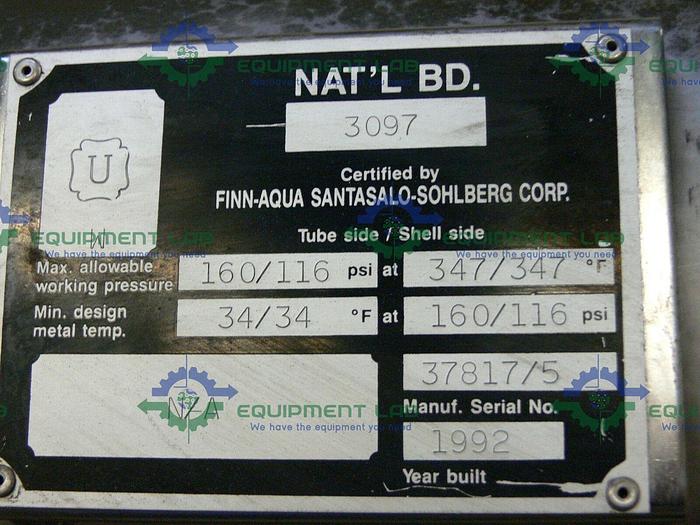 NAT'L BD.
3097
U
W
Certified by
FINN-AQUA SANTASALO-SOHLBERG CORP.
Tube side / Shell side
Max. allowable working pressure 160/116 psi at 347/347 °F
Min. design metal temp. 34/34 °F at 160/116 psi
N/A
37817/5
Manuf. Serial No.
1992
Year built
EQUIPMENT LAB
We have the equipment you need